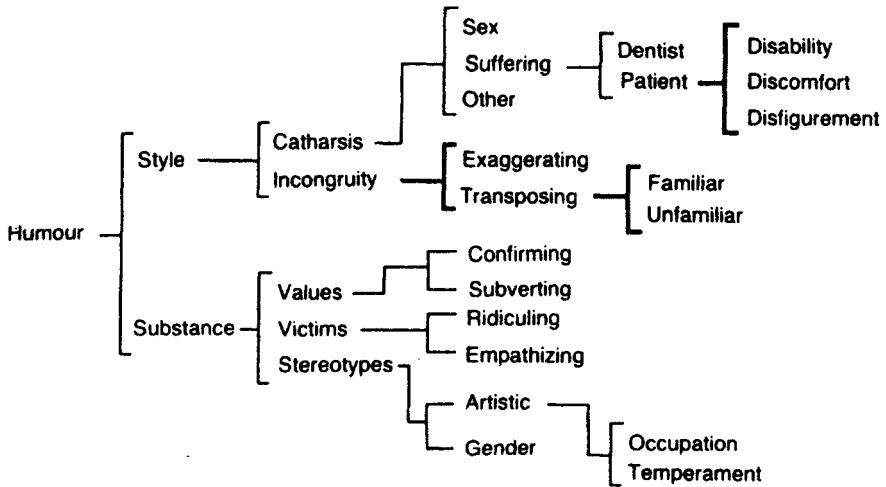 Humour
Style
Catharsis
Sex
Suffering
Dentist
Patient
Disability
Discomfort
Disfigurement
Other
Incongruity
Exaggerating
Transposing
Familiar
Unfamiliar
Substance
Values
Confirming
Subverting
Victims
Ridiculing
Empathizing
Stereotypes
Artistic
Occupation
Temperament
Gender